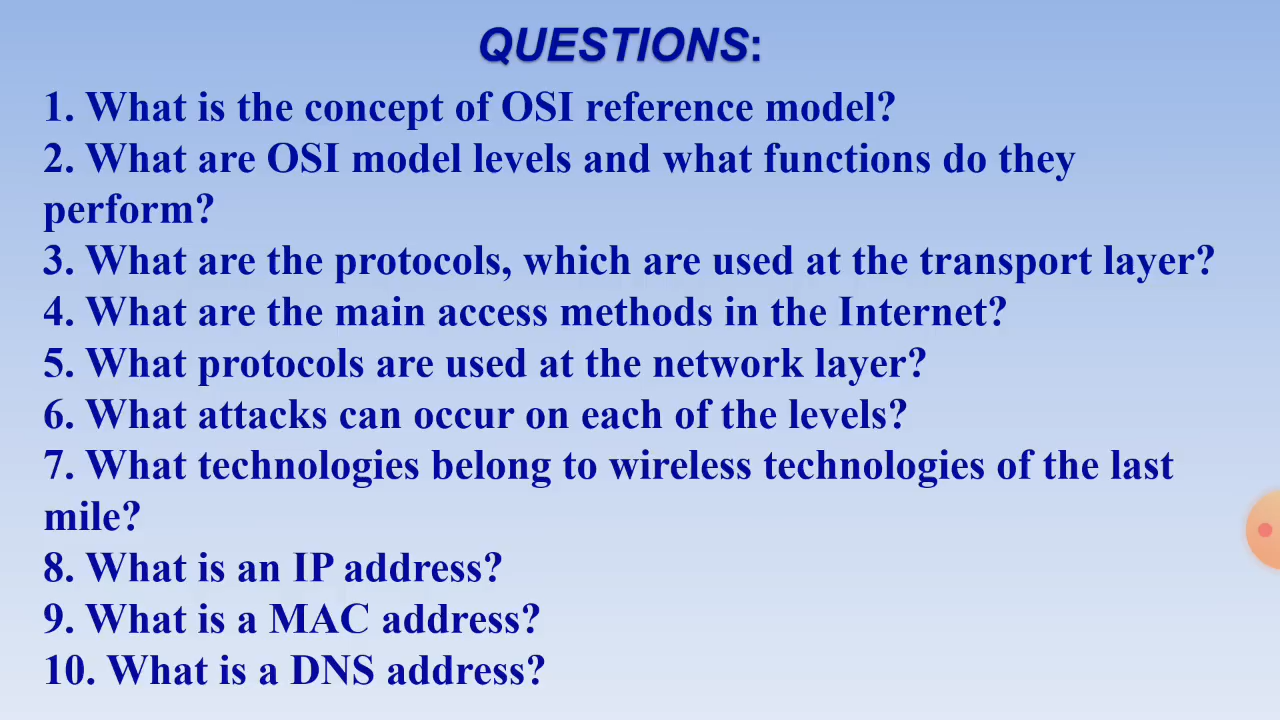 QUESTIONS:
1. What is the concept of OSI reference model?
2. What are OSI model levels and what functions do they
perform?
3. What are the protocols, which are used at the transport layer?
4. What are the main access methods in the Internet?
5. What protocols are used at the network layer?
6. What attacks can occur on each of the levels?
7. What technologies belong to wireless technologies of the last
mile?
8. What is an IP address?
9. What is a MAC address?
10. What is a DNS address?